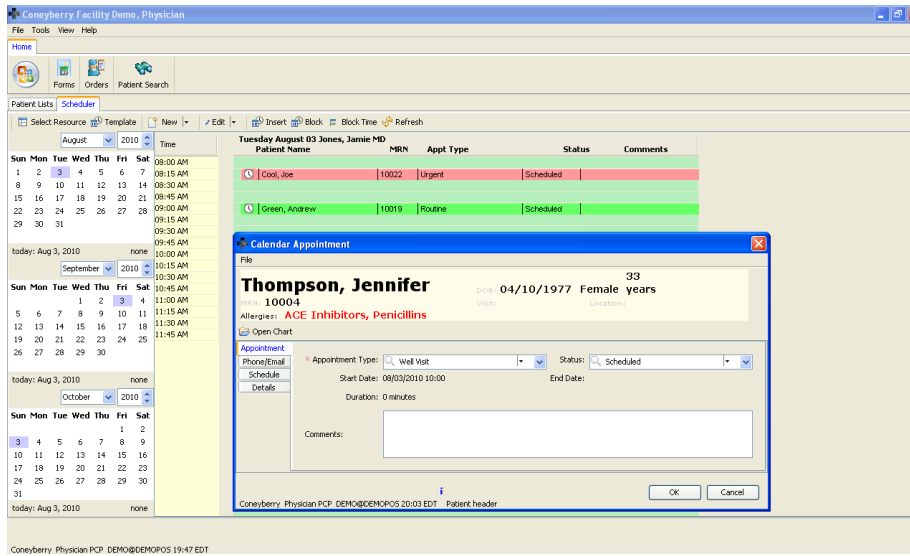 Coneyberry Facility Demo, Physician
File Tools View Help
Home
Forms Orders Patient Search
Patient Lists Scheduler
Select Resource Template New Edit Insert Block Block Time Refresh
August 2010
Sun Mon Tue Wed Thu Fri Sat
1 2 3 4 5 6 7
8 9 10 11 12 13 14
15 16 17 18 19 20 21
22 23 24 25 26 27 28
29 30 31
today: Aug 3, 2010 none
September 2010
Sun Mon Tue Wed Thu Fri Sat
1 2 3 4
5 6 7 8 9 10 11
12 13 14 15 16 17 18
19 20 21 22 23 24 25
26 27 28 29 30
today: Aug 3, 2010 none
October 2010
Sun Mon Tue Wed Thu Fri Sat
1 2
3 4 5 6 7 8 9
10 11 12 13 14 15 16
17 18 19 20 21 22 23
24 25 26 27 28 29 30
31
today: Aug 3, 2010 none
Time
08:00 AM
08:15 AM
08:30 AM
08:45 AM
09:00 AM
09:15 AM
09:30 AM
09:45 AM
10:00 AM
10:15 AM
10:30 AM
10:45 AM
11:00 AM
11:15 AM
11:30 AM
11:45 AM
Tuesday August 03 Jones, Jamie MD
Patient Name MRN Appt Type Status Comments
Cool, Joe 10022 Urgent Scheduled
Green, Andrew 10019 Routine Scheduled
Calendar Appointment
File
Thompson, Jennifer DOB: 04/10/1977 Female 33 years
MRN: 10004 Visit: Location:
Allergies: ACE Inhibitors, Penicillins
Open Chart
Appointment
Phone/Email
Schedule
Details
* Appointment Type: Well Visit Status: Scheduled
Start Date: 08/03/2010 10:00 End Date:
Duration: 0 minutes
Comments:
i
OK Cancel
Coneyberry Physician PCP DEMO@DEMOPOS 20:03 EDT Patient header
Coneyberry Physician PCP DEMO@DEMOPOS 19:47 EDT